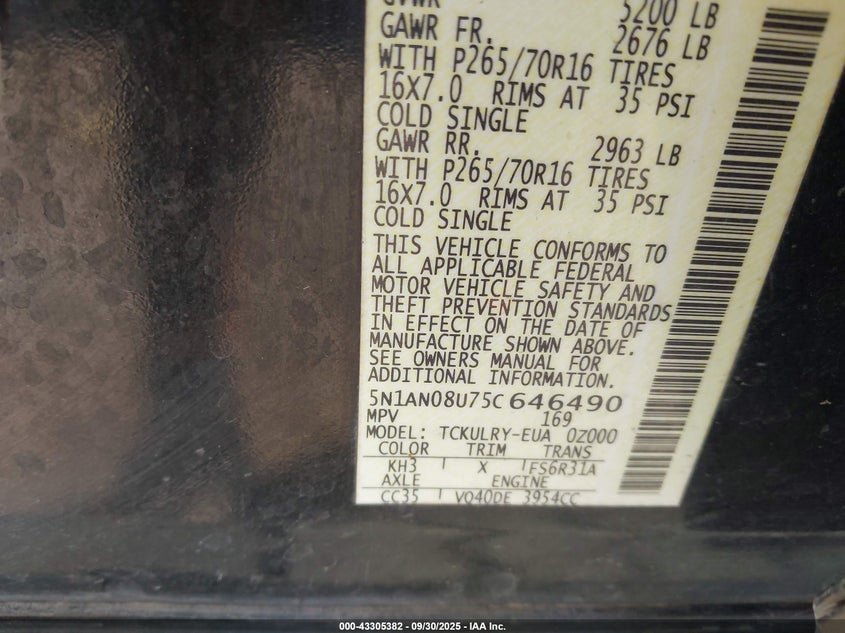 GVWR 5200 LB
GAWR FR. 2676 LB
WITH P265/70R16 TIRES
16X7.0 RIMS AT 35 PSI
COLD SINGLE
GAWR RR. 2963 LB
WITH P265/70R16 TIRES
16X7.0 RIMS AT 35 PSI
COLD SINGLE
THIS VEHICLE CONFORMS TO
ALL APPLICABLE FEDERAL
MOTOR VEHICLE SAFETY AND
THEFT PREVENTION STANDARDS
IN EFFECT ON THE DATE OF
MANUFACTURE SHOWN ABOVE.
SEE OWNERS MANUAL FOR
ADDITIONAL INFORMATION.
5N1AN08U75C646490
MPV 169
MODEL: TCKULRY-EUA 0Z000
COLOR TRIM TRANS
KH3 X FS6R31A
AXLE ENGINE
CC35 VQ40DE 3954CC
000-43305382 - 09/30/2025 - IAA Inc.